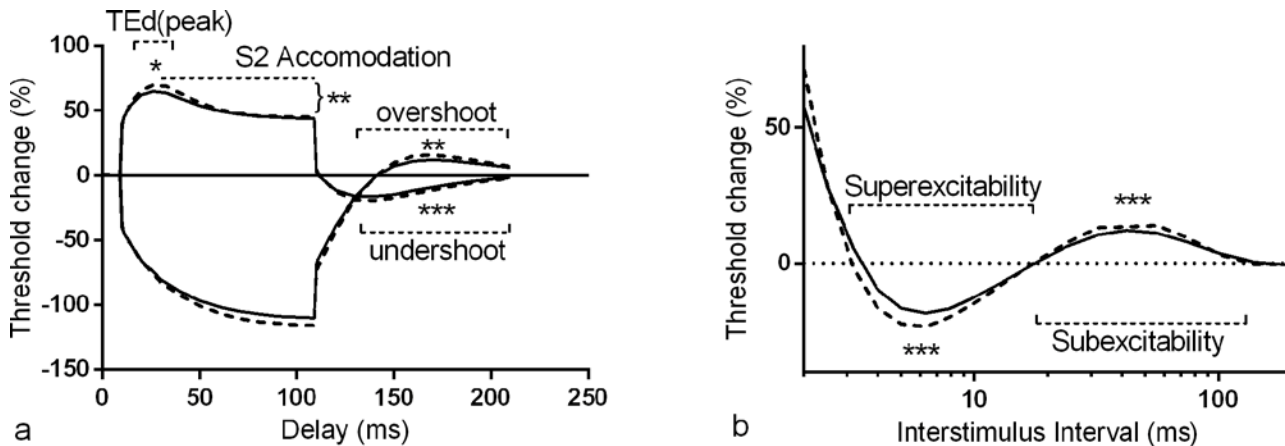 TEd(peak)
*
S2 Accomodation
**
overshoot
**
***
undershoot
Threshold change (%)
100
50
0
-50
-100
-150
0
50
100
150
200
250
Delay (ms)
a
Threshold change (%)
50
0
Superexcitability
***
***
Subexcitability
10
100
Interstimulus Interval (ms)
b